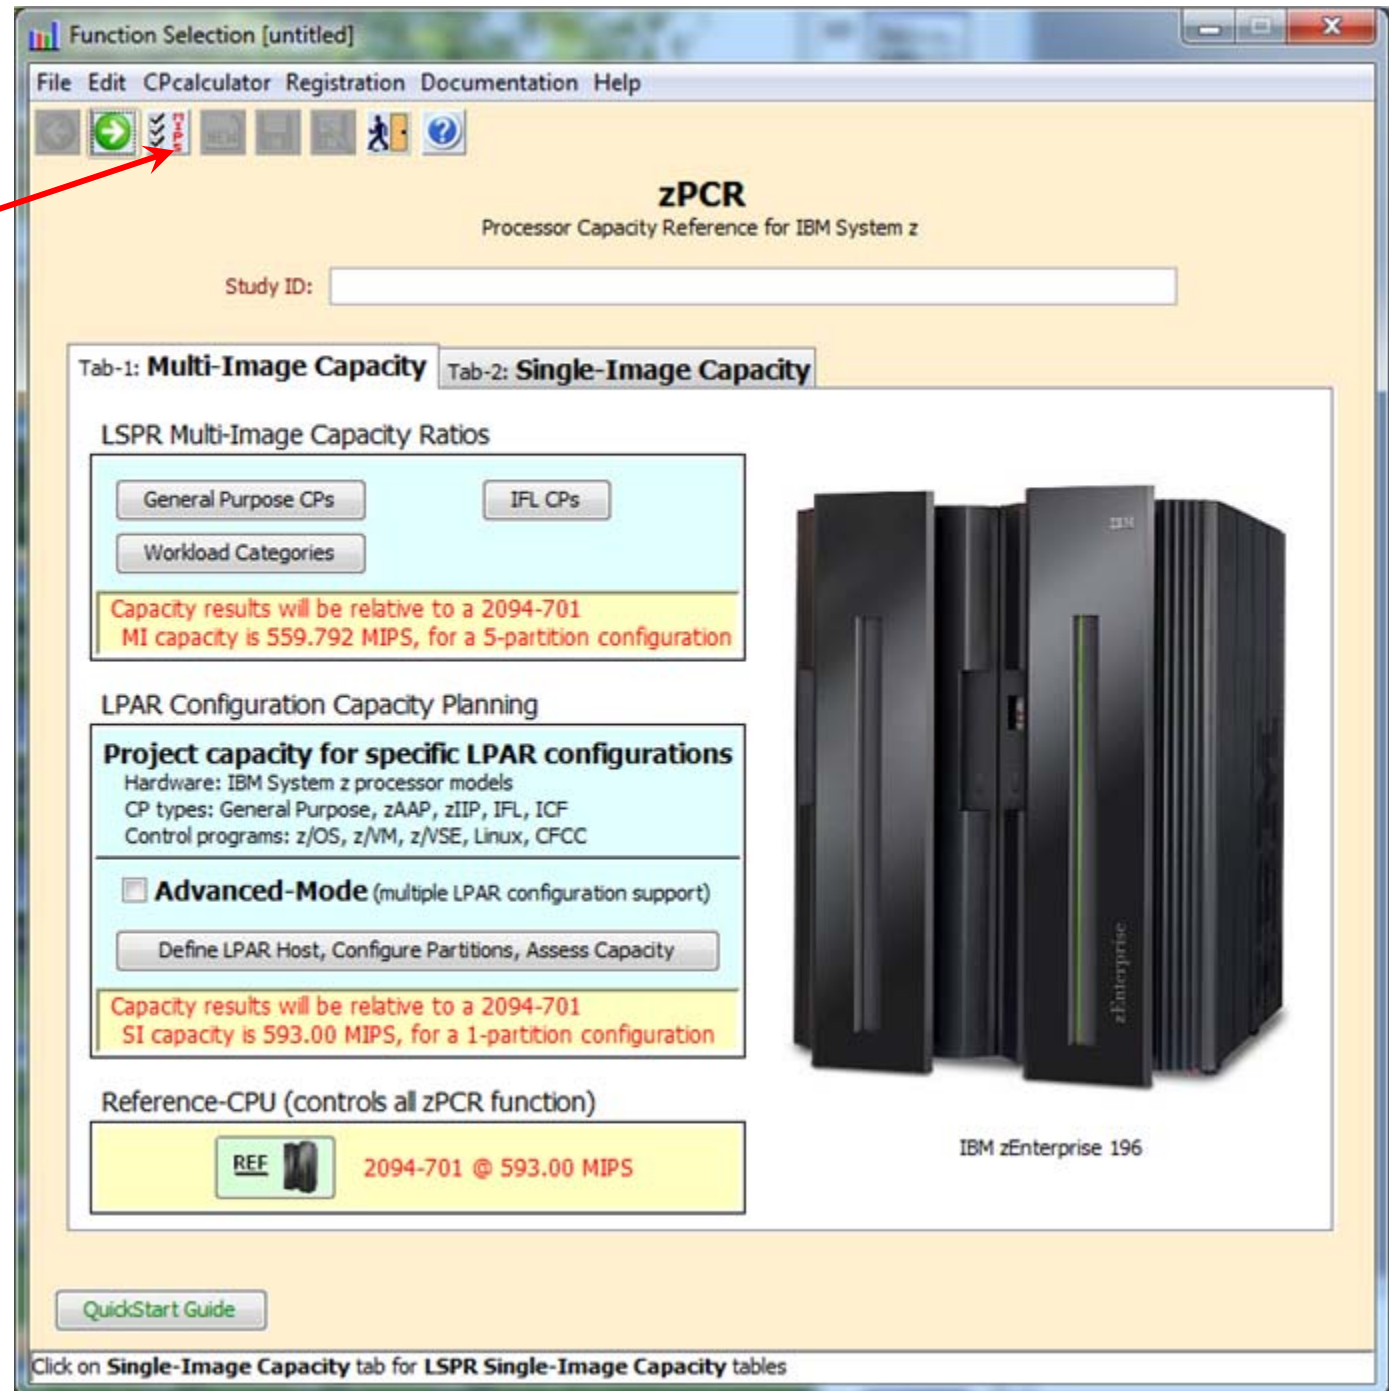 Function Selection [untitled]
File Edit CPcalculator Registration Documentation Help
MIPS
NEW
zPCR
Processor Capacity Reference for IBM System z
Study ID:
Tab-1: Multi-Image Capacity Tab-2: Single-Image Capacity
LSPR Multi-Image Capacity Ratios
General Purpose CPs IFL CPs
Workload Categories
Capacity results will be relative to a 2094-701
MI capacity is 559.792 MIPS, for a 5-partition configuration
LPAR Configuration Capacity Planning
Project capacity for specific LPAR configurations
Hardware: IBM System z processor models
CP types: General Purpose, zAAP, zIIP, IFL, ICF
Control programs: z/OS, z/VM, z/VSE, Linux, CFCC
Advanced-Mode (multiple LPAR configuration support)
Define LPAR Host, Configure Partitions, Assess Capacity
Capacity results will be relative to a 2094-701
SI capacity is 593.00 MIPS, for a 1-partition configuration
Reference-CPU (controls all zPCR function)
REF 2094-701 @ 593.00 MIPS
IBM
zEnterprise
IBM zEnterprise 196
QuickStart Guide
Click on Single-Image Capacity tab for LSPR Single-Image Capacity tables